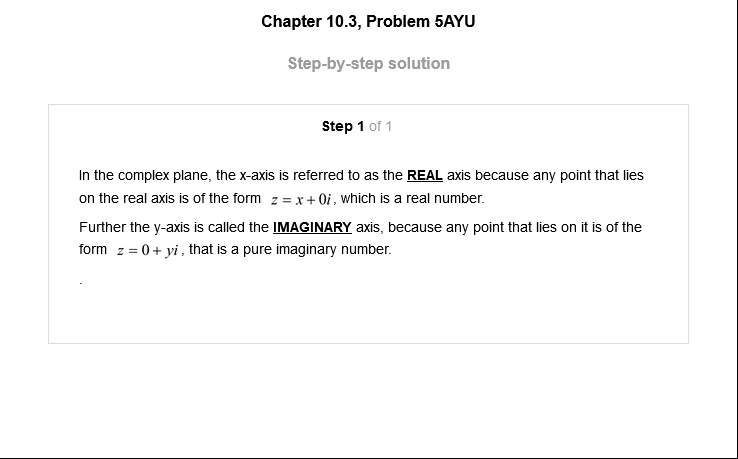 Chapter 10.3, Problem 5AYU
Step-by-step solution
Step 1 of 1
In the complex plane, the x-axis is referred to as the REAL axis because any point that lies
on the real axis is of the form z = x + 0i, which is a real number.
Further the y-axis is called the IMAGINARY axis, because any point that lies on it is of the
form z = 0 + yi, that is a pure imaginary number.
.